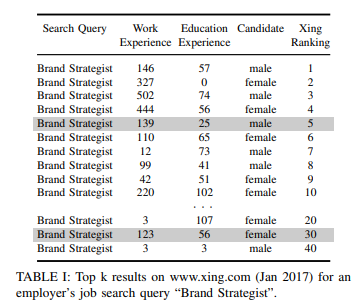 Search Query Work Education Candidate Xing
Experience Experience Ranking
Brand Strategist 146 57 male 1
Brand Strategist 327 0 female 2
Brand Strategist 502 74 male 3
Brand Strategist 444 56 female 4
Brand Strategist 139 25 male 5
Brand Strategist 110 65 female 6
Brand Strategist 12 73 male 7
Brand Strategist 99 41 male 8
Brand Strategist 42 51 female 9
Brand Strategist 220 102 female 10
. . .
Brand Strategist 3 107 female 20
Brand Strategist 123 56 female 30
Brand Strategist 3 3 male 40
TABLE I: Top k results on www.xing.com (Jan 2017) for an
employer's job search query "Brand Strategist".